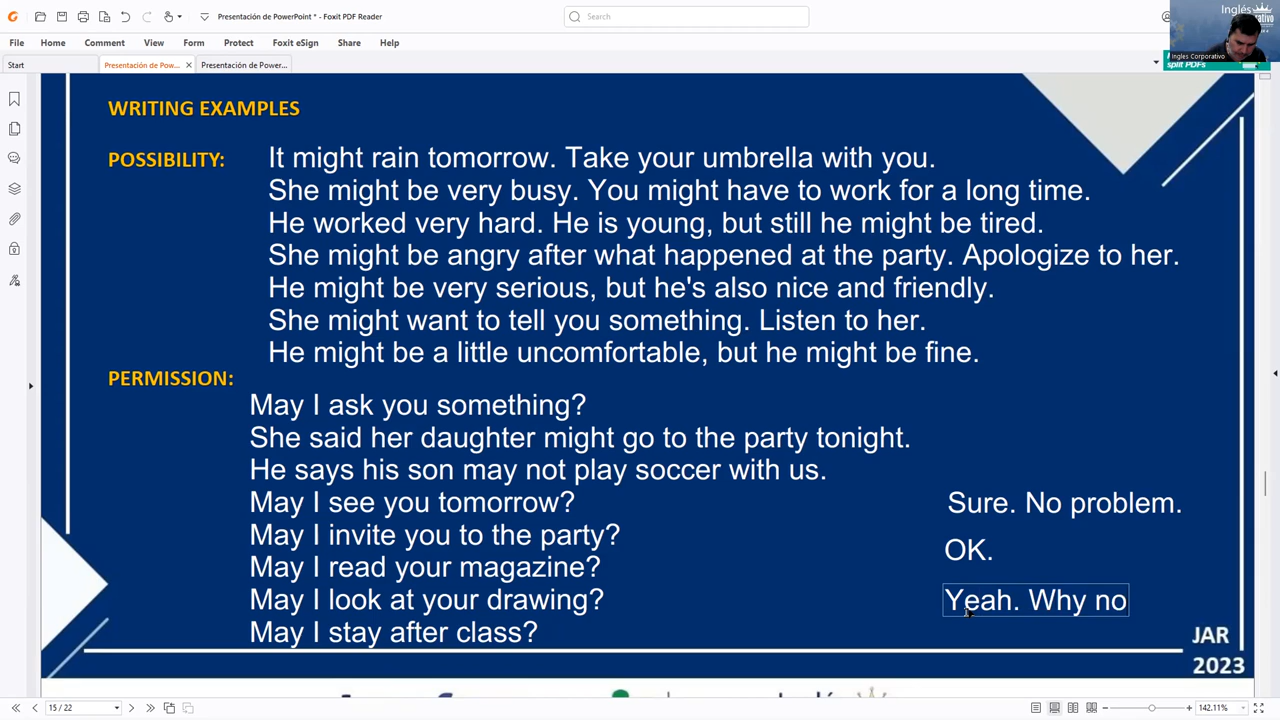 Presentación de PowerPoint * - Foxit PDF Reader
Search
Inglés
File Home Comment View Form Protect Foxit eSign Share Help
Ingles Corporativo
split PDFs
Start Presentación de Pow... Presentación de Power...
WRITING EXAMPLES
POSSIBILITY: It might rain tomorrow. Take your umbrella with you.
She might be very busy. You might have to work for a long time.
He worked very hard. He is young, but still he might be tired.
She might be angry after what happened at the party. Apologize to her.
He might be very serious, but he's also nice and friendly.
She might want to tell you something. Listen to her.
He might be a little uncomfortable, but he might be fine.
PERMISSION:
May I ask you something?
She said her daughter might go to the party tonight.
He says his son may not play soccer with us.
May I see you tomorrow? Sure. No problem.
May I invite you to the party?
OK.
May I read your magazine?
May I look at your drawing? Yeah. Why no
May I stay after class?
JAR
2023
15 / 22
142.11%